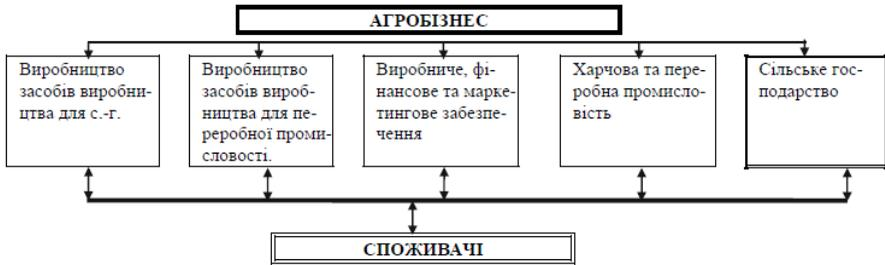 АГРОБІЗНЕС
Виробництво
засобів виробни-
цтва для с.-г.
Виробництво
засобів вироб-
ництва для пе-
реробної проми-
словості.
Виробниче, фі-
нансове та марке-
тингове забезпе-
чення
Харчова та пере-
робна промисло-
вість
Сільське гос-
подарство
СПОЖИВАЧІ